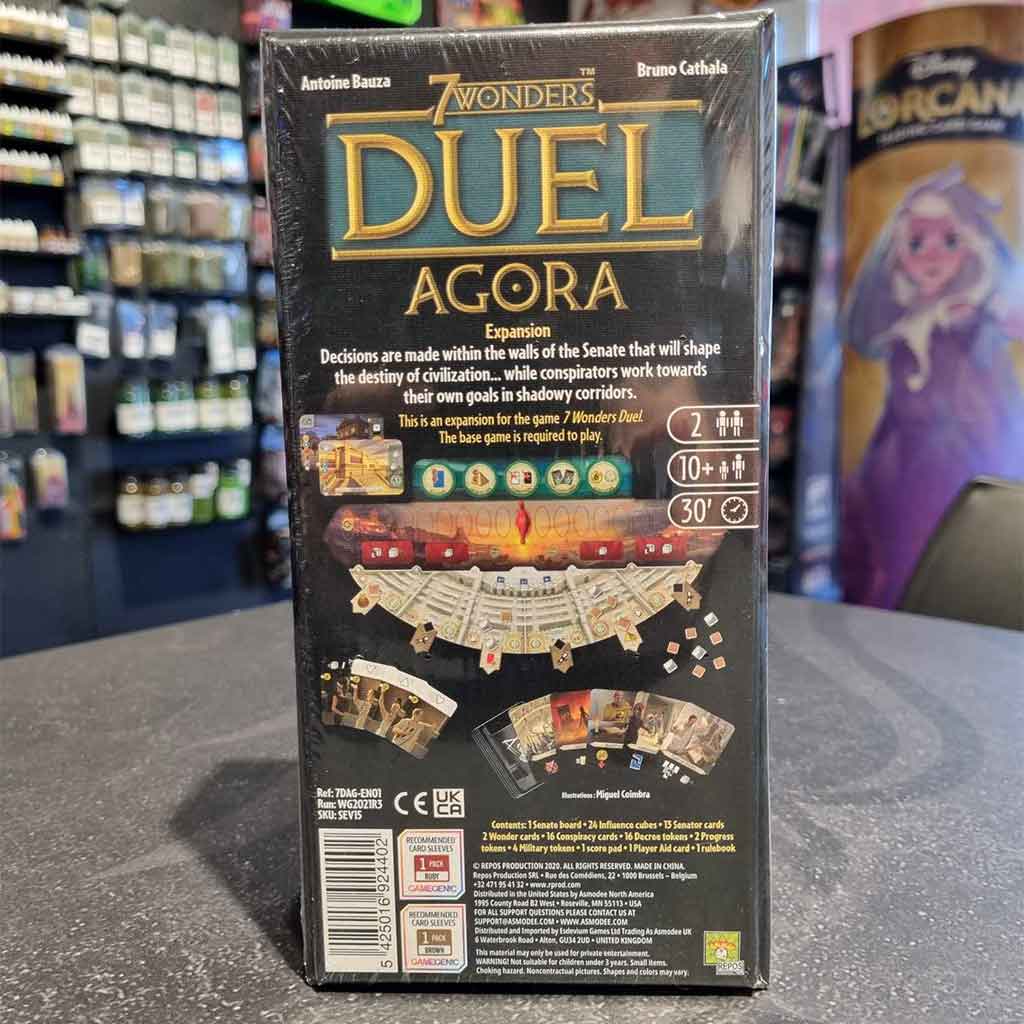 Antoine Bauza
Bruno Cathala
7 WONDERS™
DUEL
AGORA
Expansion
Decisions are made within the walls of the Senate that will shape
the destiny of civilization... while conspirators work towards
their own goals in shadowy corridors.
This is an expansion for the game 7 Wonders Duel.
The base game is required to play.
2
10+
30'
Illustrations : Miguel Coimbra
Ref: 7DAG-EN01
Run: WG2021R3
SKU: SEV15
CE
UK
CA
Contents: 1 Senate board • 24 Influence cubes • 13 Senator cards
2 Wonder cards • 16 Conspiracy cards • 16 Decree tokens • 2 Progress
tokens • 4 Military tokens • 1 score pad • 1 Player Aid card • 1 rulebook
RECOMMENDED
CARD SLEEVES
1 PACK
RUBY
GAMEGENIC
RECOMMENDED
CARD SLEEVES
1 PACK
BROWN
GAMEGENIC
5 425016 924402
© REPOS PRODUCTION 2020. ALL RIGHTS RESERVED. MADE IN CHINA.
Repos Production SRL • Rue des Comédiens, 22 • 1000 Brussels – Belgium
+32 471 95 41 32 • www.rprod.com
Distributed in the United States by Asmodee North America
1995 County Road B2 West • Roseville, MN 55113 • USA
FOR ALL SUPPORT QUESTIONS PLEASE CONTACT US AT
SUPPORT@ASMODEE.COM • WWW.ASMODEE.COM
Distributed and Imported by Esdevium Games Ltd Trading As Asmodee UK
6 Waterbrook Road • Alton, GU34 2UD • UNITED KINGDOM
This material may only be used for private entertainment.
WARNING! Not suitable for children under 3 years. Small items.
Choking hazard. Noncontractual pictures. Shapes and colors may vary.
REPOS
Disney
LORCANA